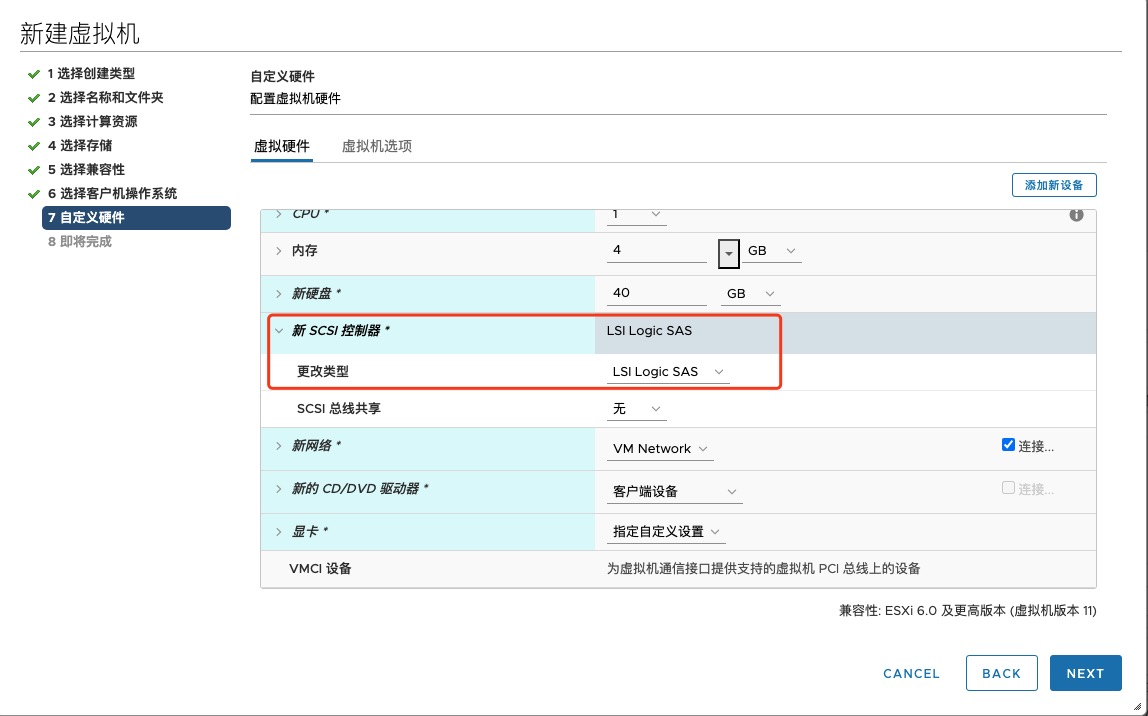 新建虚拟机
1 选择创建类型
2 选择名称和文件夹
3 选择计算资源
4 选择存储
5 选择兼容性
6 选择客户机操作系统
7 自定义硬件
8 即将完成
自定义硬件
配置虚拟机硬件
虚拟硬件 虚拟机选项
添加新设备
CPU * 1
内存 4 GB
新硬盘 * 40 GB
新 SCSI 控制器 * LSI Logic SAS
更改类型 LSI Logic SAS
SCSI 总线共享 无
新网络 * VM Network 连接...
新的 CD/DVD 驱动器 * 客户端设备 连接...
显卡 * 指定自定义设置
VMCI 设备 为虚拟机通信接口提供支持的虚拟机 PCI 总线上的设备
兼容性: ESXi 6.0 及更高版本 (虚拟机版本 11)
CANCEL BACK NEXT